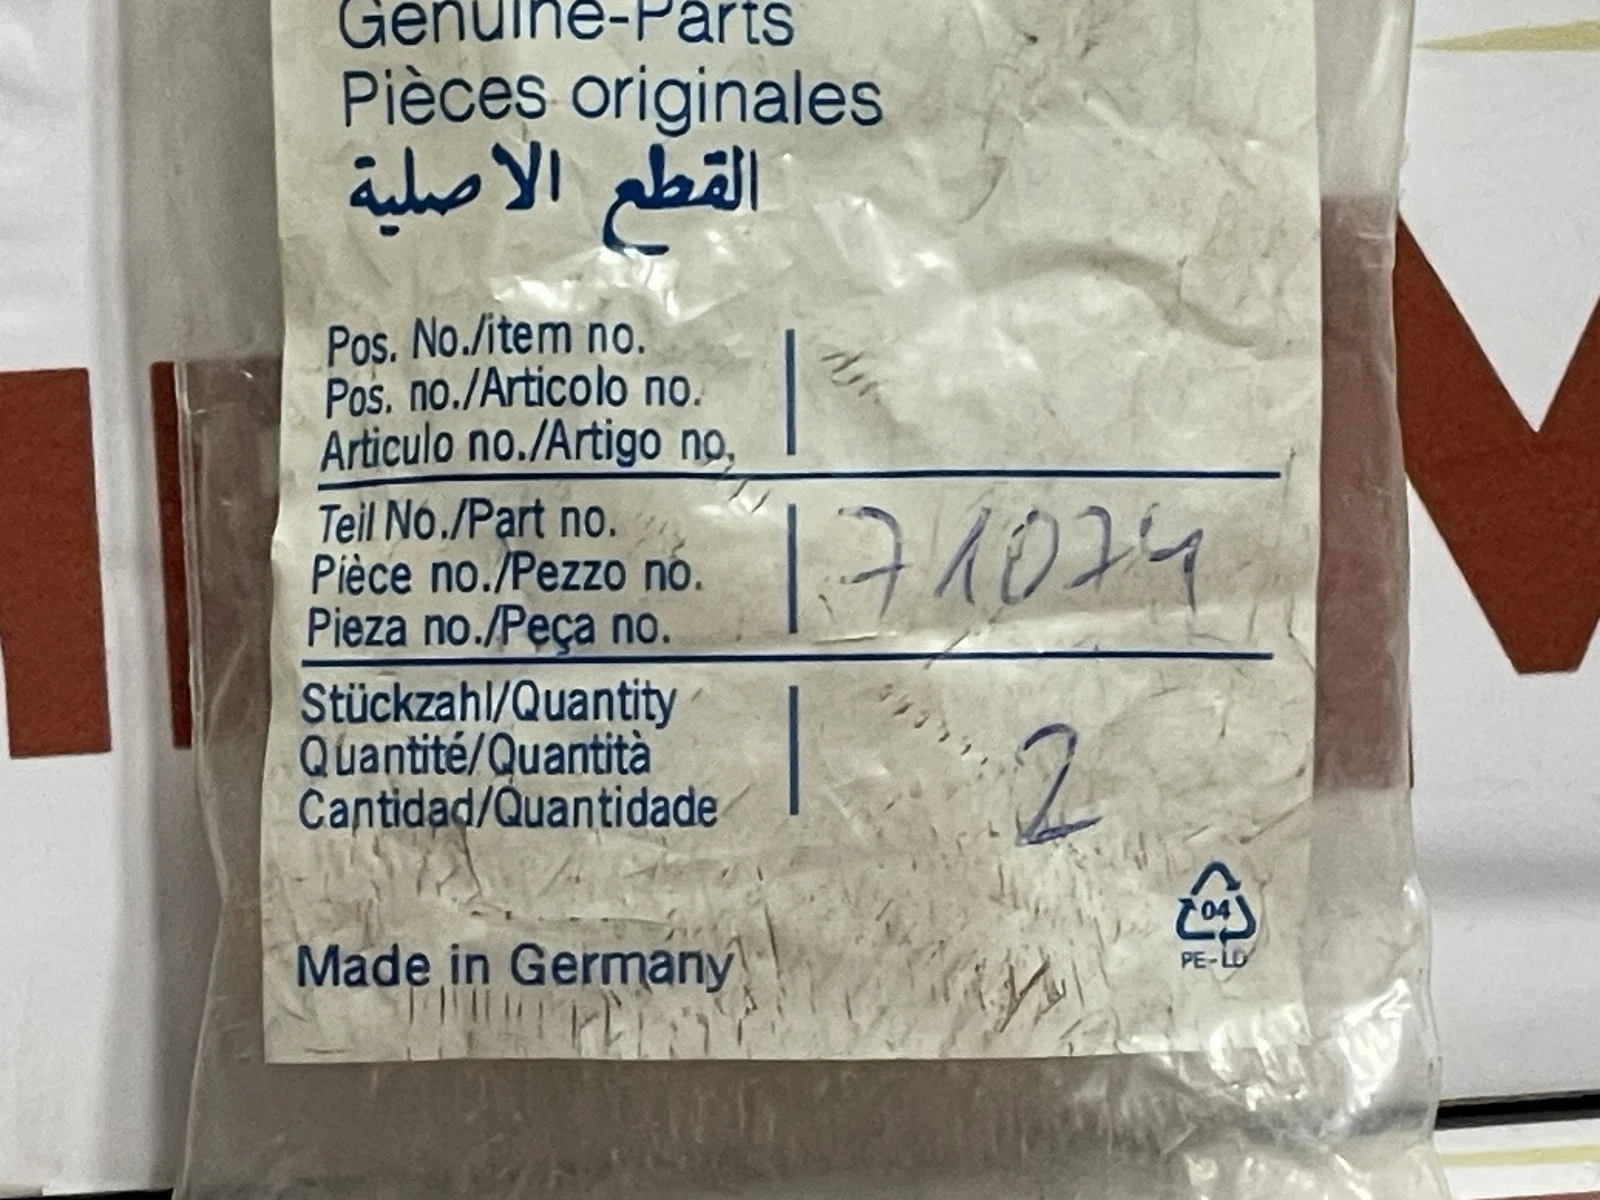 Genuine-Parts
Pièces originales
القطع الاصلية
Pos. No./item no.
Pos. no./Articolo no.
Articulo no./Artigo no.
Teil No./Part no.
Pièce no./Pezzo no.
Pieza no./Peça no.
71074
Stückzahl/Quantity
Quantité/Quantità
Cantidad/Quantidade
2
04
PE-LD
Made in Germany